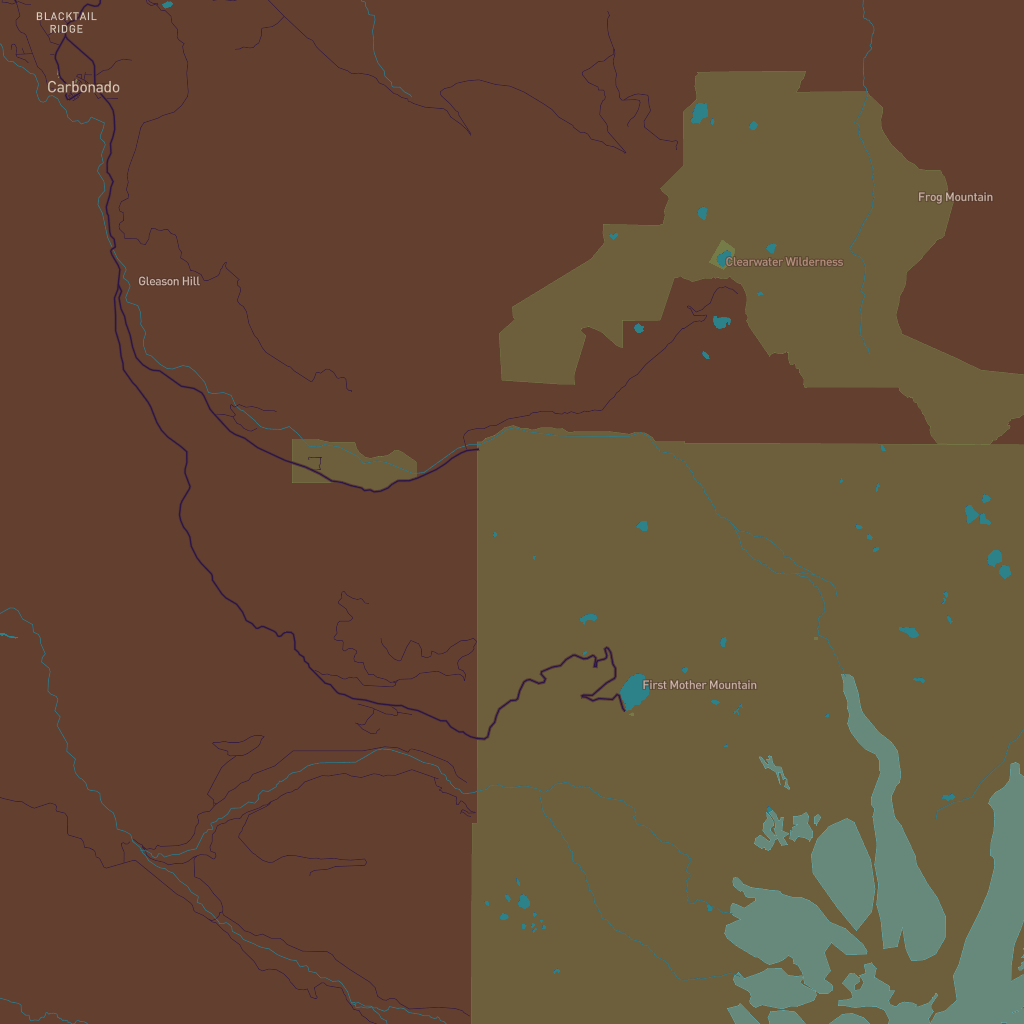 BLACKTAIL
RIDGE
Carbonado
Frog Mountain
Clearwater Wilderness
Gleason Hill
First Mother Mountain